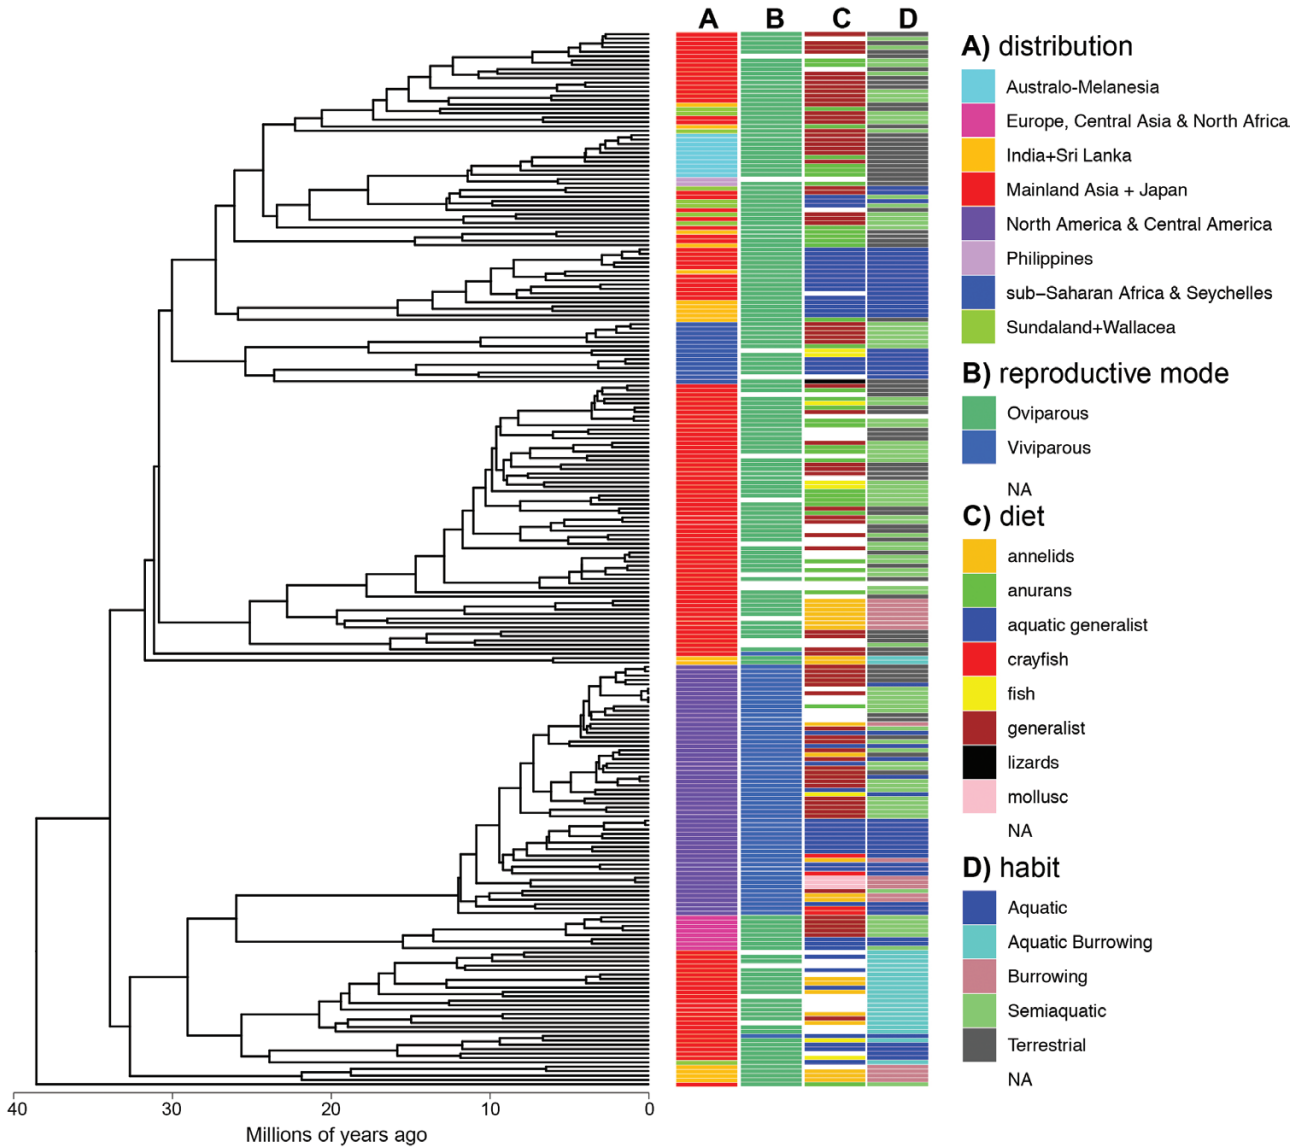 A B C D
A) distribution
Australo-Melanesia
Europe, Central Asia & North Africa
India+Sri Lanka
Mainland Asia + Japan
North America & Central America
Philippines
sub-Saharan Africa & Seychelles
Sundaland+Wallacea
B) reproductive mode
Oviparous
Viviparous
NA
C) diet
annelids
anurans
aquatic generalist
crayfish
fish
generalist
lizards
mollusc
NA
D) habit
Aquatic
Aquatic Burrowing
Burrowing
Semiaquatic
Terrestrial
NA
40 30 20 10 0
Millions of years ago